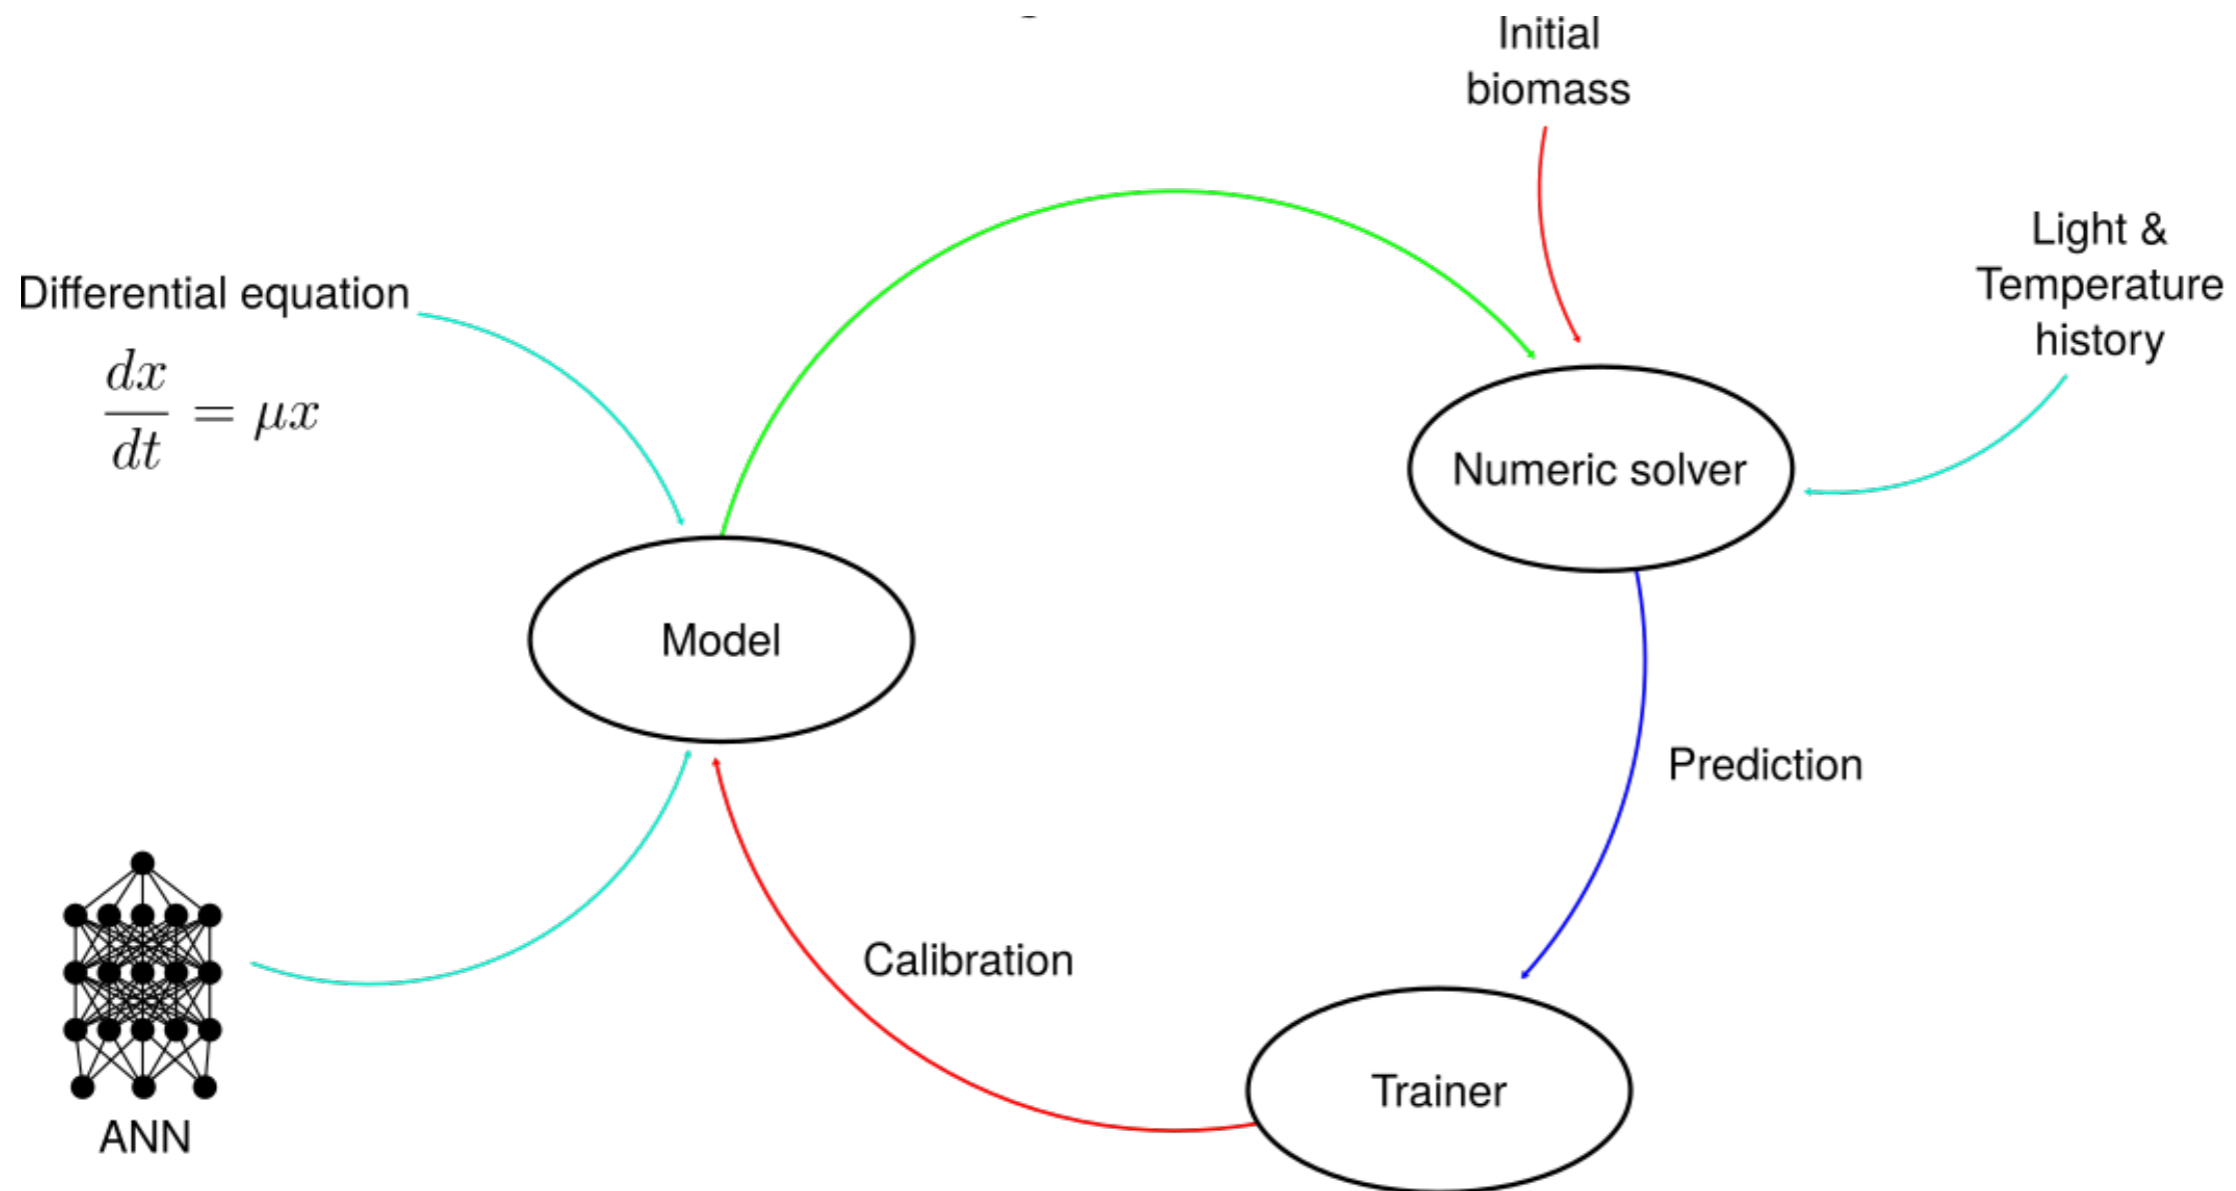 Initial
biomass
Light &
Temperature
history
Differential equation
dx/dt = μx
Numeric solver
Model
Prediction
Calibration
Trainer
ANN